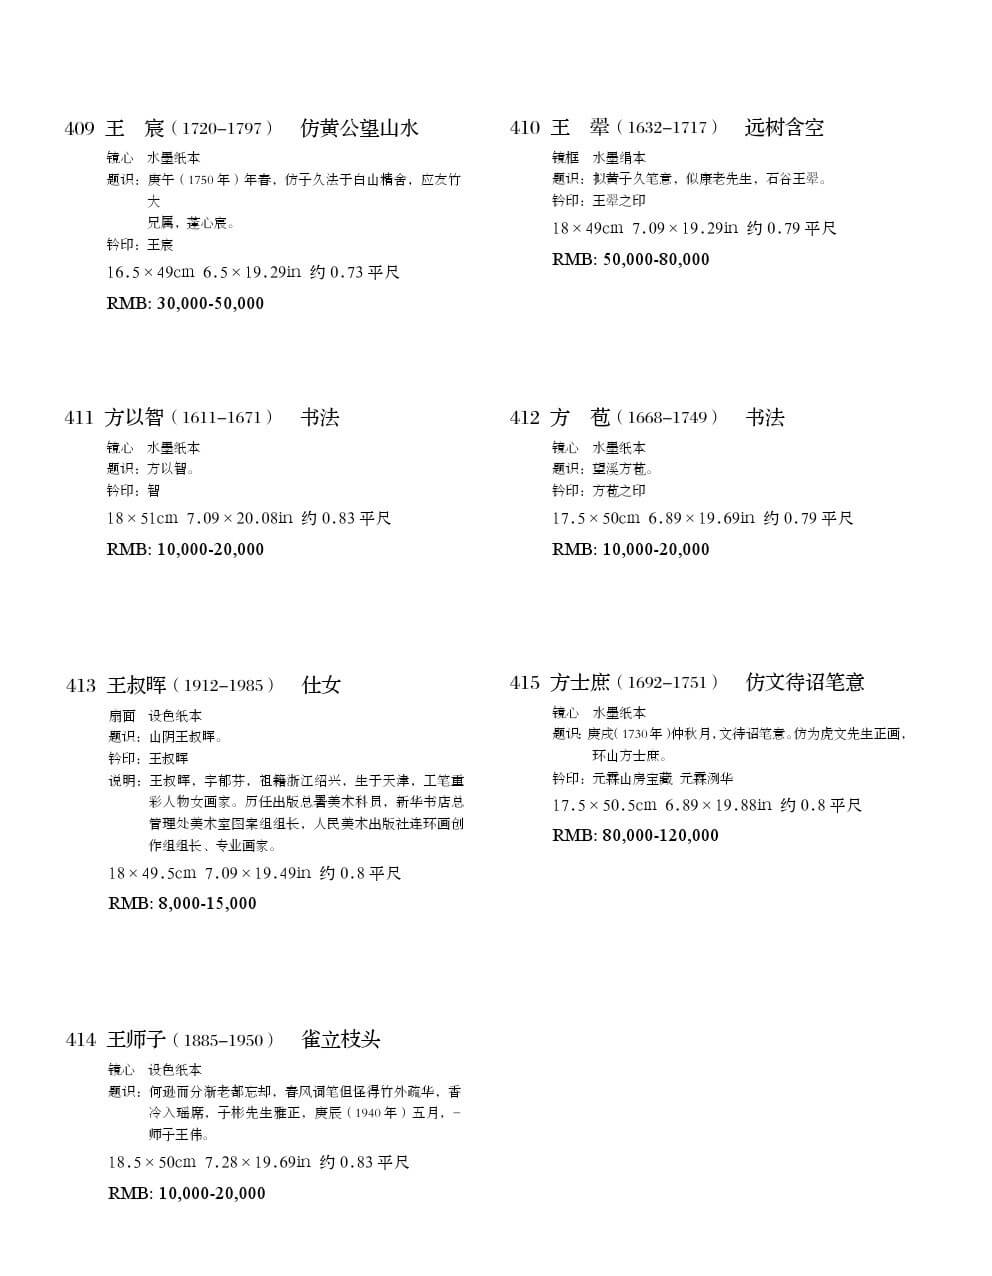 409 王　宸（1720–1797）　仿黄公望山水
镜心　水墨纸本
题识：庚午（1750 年）年春，仿子久法于白山精舍，应友竹
大
兄属，蓬心宸。
钤印：王宸
16.5 × 49cm 6.5 × 19.29in 约 0.73 平尺
RMB: 30,000-50,000
410 王　翚（1632–1717）　远树含空
镜框　水墨绢本
题识：拟黄子久笔意，似康老先生，石谷王翚。
钤印：王翚之印
18 × 49cm 7.09 × 19.29in 约 0.79 平尺
RMB: 50,000-80,000
411 方以智（1611–1671）　书法
镜心　水墨纸本
题识：方以智。
钤印：智
18 × 51cm 7.09 × 20.08in 约 0.83 平尺
RMB: 10,000-20,000
412 方　苞（1668–1749）　书法
镜心　水墨纸本
题识：望溪方苞。
钤印：方苞之印
17.5 × 50cm 6.89 × 19.69in 约 0.79 平尺
RMB: 10,000-20,000
413 王叔晖（1912–1985）　仕女
扇面　设色纸本
题识：山阴王叔晖。
钤印：王叔晖
说明：王叔晖，字郁芬，祖籍浙江绍兴，生于天津，工笔重
彩人物女画家。历任出版总署美术科员，新华书店总
管理处美术室图案组组长，人民美术出版社连环画创
作组组长、专业画家。
18 × 49.5cm 7.09 × 19.49in 约 0.8 平尺
RMB: 8,000-15,000
415 方士庶（1692–1751）　仿文待诏笔意
镜心　水墨纸本
题识：庚戌（1730 年）仲秋月，文待诏笔意。仿为虎文先生正画，
环山方士庶。
钤印：元霖山房宝藏 元霖洌华
17.5 × 50.5cm 6.89 × 19.88in 约 0.8 平尺
RMB: 80,000-120,000
414 王师子（1885–1950）　雀立枝头
镜心　设色纸本
题识：何逊而今渐老都忘却，春风词笔但怪得竹外疏华，香
冷入瑶席，子彬先生雅正，庚辰（1940 年）五月，–
师子王伟。
18.5 × 50cm 7.28 × 19.69in 约 0.83 平尺
RMB: 10,000-20,000